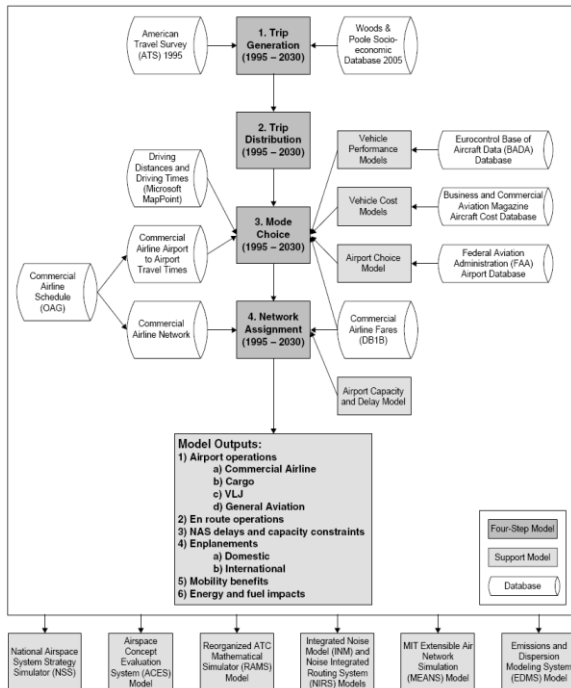 American
Travel Survey
(ATS) 1995
1. Trip
Generation
(1995 – 2030)
Woods &
Poole Socio-
economic
Database 2005
2. Trip
Distribution
(1995 – 2030)
Vehicle
Performance
Models
Eurocontrol Base of
Aircraft Data (BADA)
Database
Driving
Distances and
Driving Times
(Microsoft
MapPoint)
3. Mode
Choice
(1995 – 2030)
Vehicle Cost
Models
Business and Commercial
Aviation Magazine
Aircraft Cost Database
Commercial
Airline Airport
to Airport
Travel Times
Airport Choice
Model
Federal Aviation
Administration (FAA)
Airport Database
Commercial
Airline
Schedule
(OAG)
Commercial
Airline Network
4. Network
Assignment
(1995 – 2030)
Commercial
Airline Fares
(DB1B)
Airport Capacity
and Delay Model
Model Outputs:
1) Airport operations
a) Commercial Airline
b) Cargo
c) VLJ
d) General Aviation
2) En route operations
3) NAS delays and capacity constraints
4) Enplanements
a) Domestic
b) International
5) Mobility benefits
6) Energy and fuel impacts
Four-Step Model
Support Model
Database
National Airspace
System Strategy
Simulator (NSS)
Airspace
Concept
Evaluation
System (ACES)
Model
Reorganized ATC
Mathematical
Simulator (RAMS)
Model
Integrated Noise
Model (INM) and
Noise Integrated
Routing System
(NIRS) Models
MIT Extensible Air
Network
Simulation
(MEANS) Model
Emissions and
Dispersion
Modeling System
(EDMS) Model